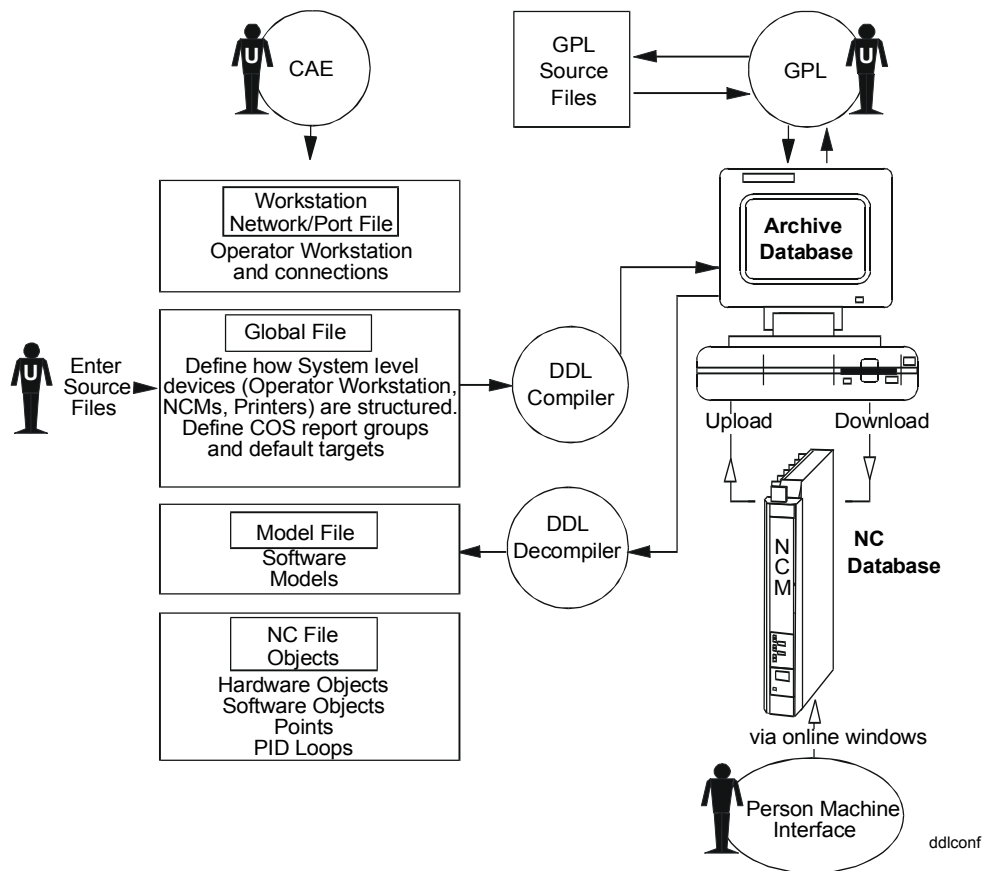 U
CAE
GPL
Source
Files
GPL
U
Workstation
Network/Port File
Operator Workstation
and connections
Archive
Database
U
Enter
Source
Files
Global File
Define how System level
devices (Operator Workstation,
NCMs, Printers) are structured.
Define COS report groups
and default targets
DDL
Compiler
Upload
Download
Model File
Software
Models
DDL
Decompiler
N
C
M
NC
Database
NC File
Objects
Hardware Objects
Software Objects
Points
PID Loops
via online windows
Person Machine
Interface
ddlconf